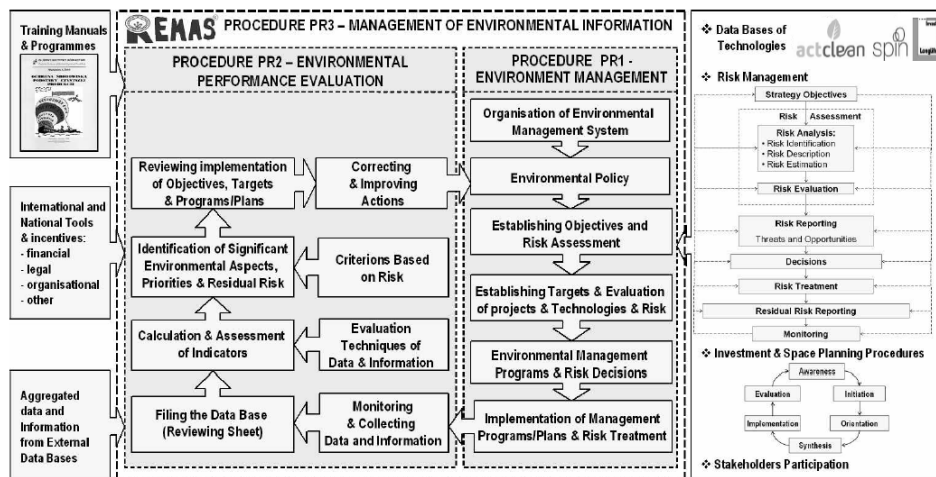 Training Manuals
& Programmes
International and
National Tools
& incentives:
- financial
- legal
- organisational
- other
Aggregated
data and
Information
from External
Data Bases
REMAS PROCEDURE PR3 – MANAGEMENT OF ENVIRONMENTAL INFORMATION
PROCEDURE PR2 – ENVIRONMENTAL
PERFORMANCE EVALUATION
Reviewing implementation
of Objectives, Targets
& Programs/Plans
Correcting
& Improving
Actions
Identification of Significant
Environmental Aspects,
Priorities & Residual Risk
Criterions Based
on Risk
Calculation & Assessment
of Indicators
Evaluation
Techniques of
Data & Information
Filing the Data Base
(Reviewing Sheet)
Monitoring
& Collecting
Data and Information
PROCEDURE PR1 -
ENVIRONMENT MANAGEMENT
Organisation of Environmental
Management System
Environmental Policy
Establishing Objectives and
Risk Assessment
Establishing Targets & Evaluation
of projects & Technologies & Risk
Environmental Management
Programs & Risk Decisions
Implementation of Management
Programs/Plans & Risk Treatment
❖ Data Bases of
Technologies
actclean spin
❖ Risk Management
Strategy Objectives
Risk Assessment
Risk Analysis:
• Risk Identification
• Risk Description
• Risk Estimation
Risk Evaluation
Risk Reporting
Threats and Opportunities
Decisions
Risk Treatment
Residual Risk Reporting
Monitoring
❖ Investment & Space Planning Procedures
Awareness
Evaluation
Initiation
Implementation
Orientation
Synthesis
❖ Stakeholders Participation